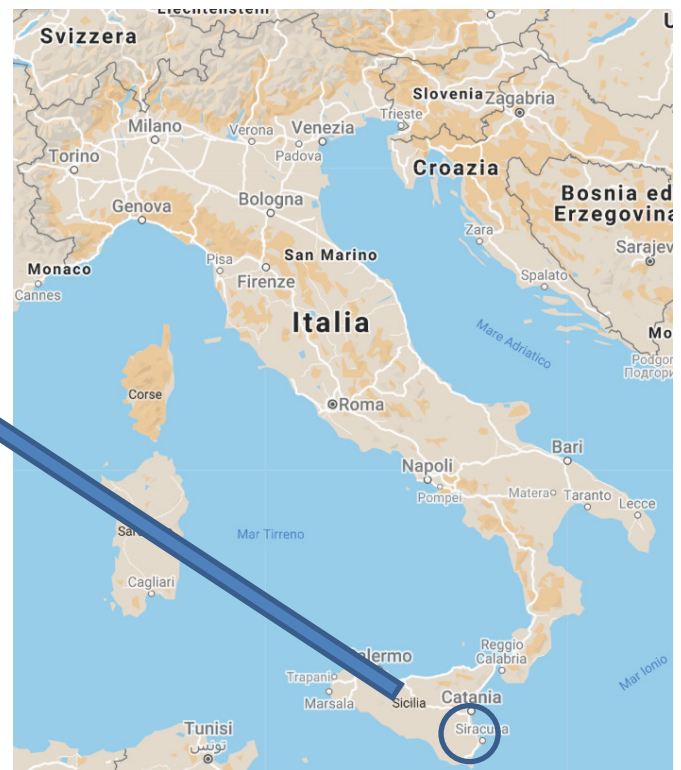 Liechtenstein
Svizzera
Slovenia
Zagabria
Trieste
Milano
Verona
Venezia
Padova
Torino
Croazia
Bologna
Genova
Bosnia ed
Erzegovina
Zara
Pisa
San Marino
Monaco
Firenze
Cannes
Spalato
Italia
Mare Adriatico
Corse
Roma
Bari
Napoli
Pompei
Matera
Taranto
Lecce
Mar Tirreno
Cagliari
Reggio
Calabria
Mar Ionio
Trapani
Marsala
Sicilia
Catania
Siracusa
Tunisi
تونس